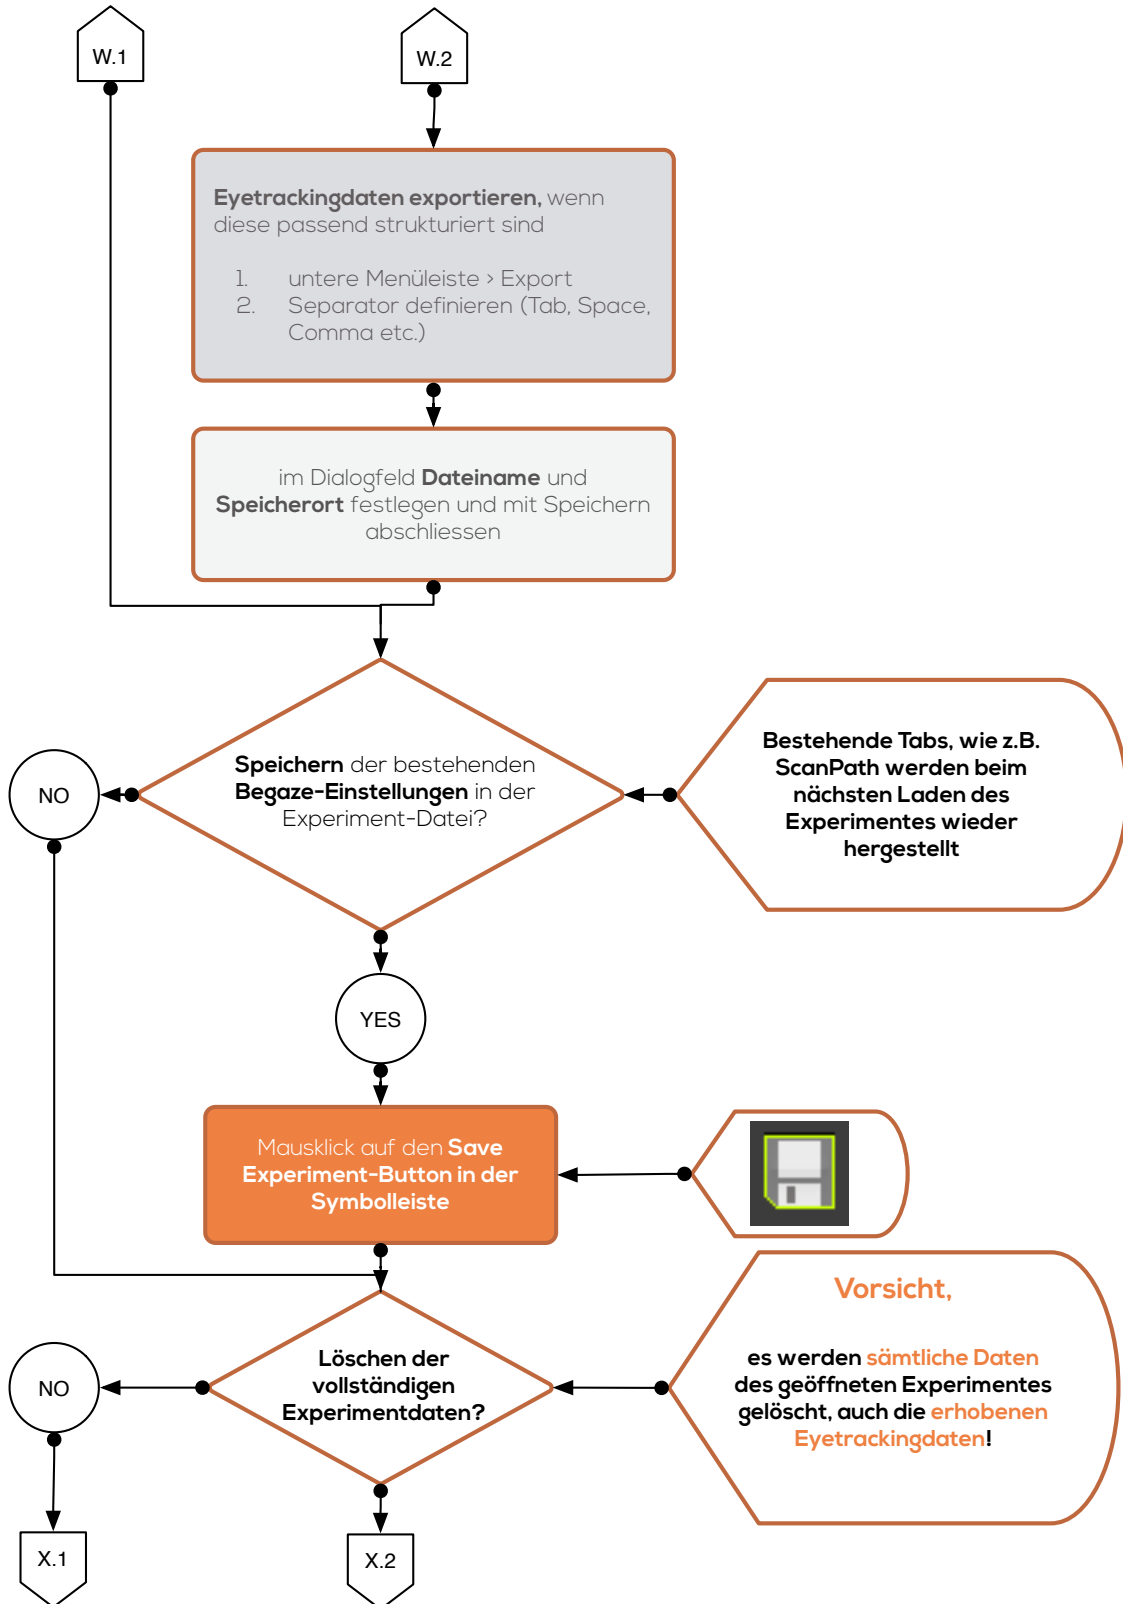 W.1
W.2
Eyetrackingdaten exportieren, wenn
diese passend strukturiert sind
1. untere Menüleiste > Export
2. Separator definieren (Tab, Space,
Comma etc.)
im Dialogfeld Dateiname und
Speicherort festlegen und mit Speichern
abschliessen
Speichern der bestehenden
Begaze-Einstellungen in der
Experiment-Datei?
NO
Bestehende Tabs, wie z.B.
ScanPath werden beim
nächsten Laden des
Experimentes wieder
hergestellt
YES
Mausklick auf den Save
Experiment-Button in der
Symbolleiste
Löschen der
vollständigen
Experimentdaten?
NO
Vorsicht,
es werden sämtliche Daten
des geöffneten Experimentes
gelöscht, auch die erhobenen
Eyetrackingdaten!
X.1
X.2